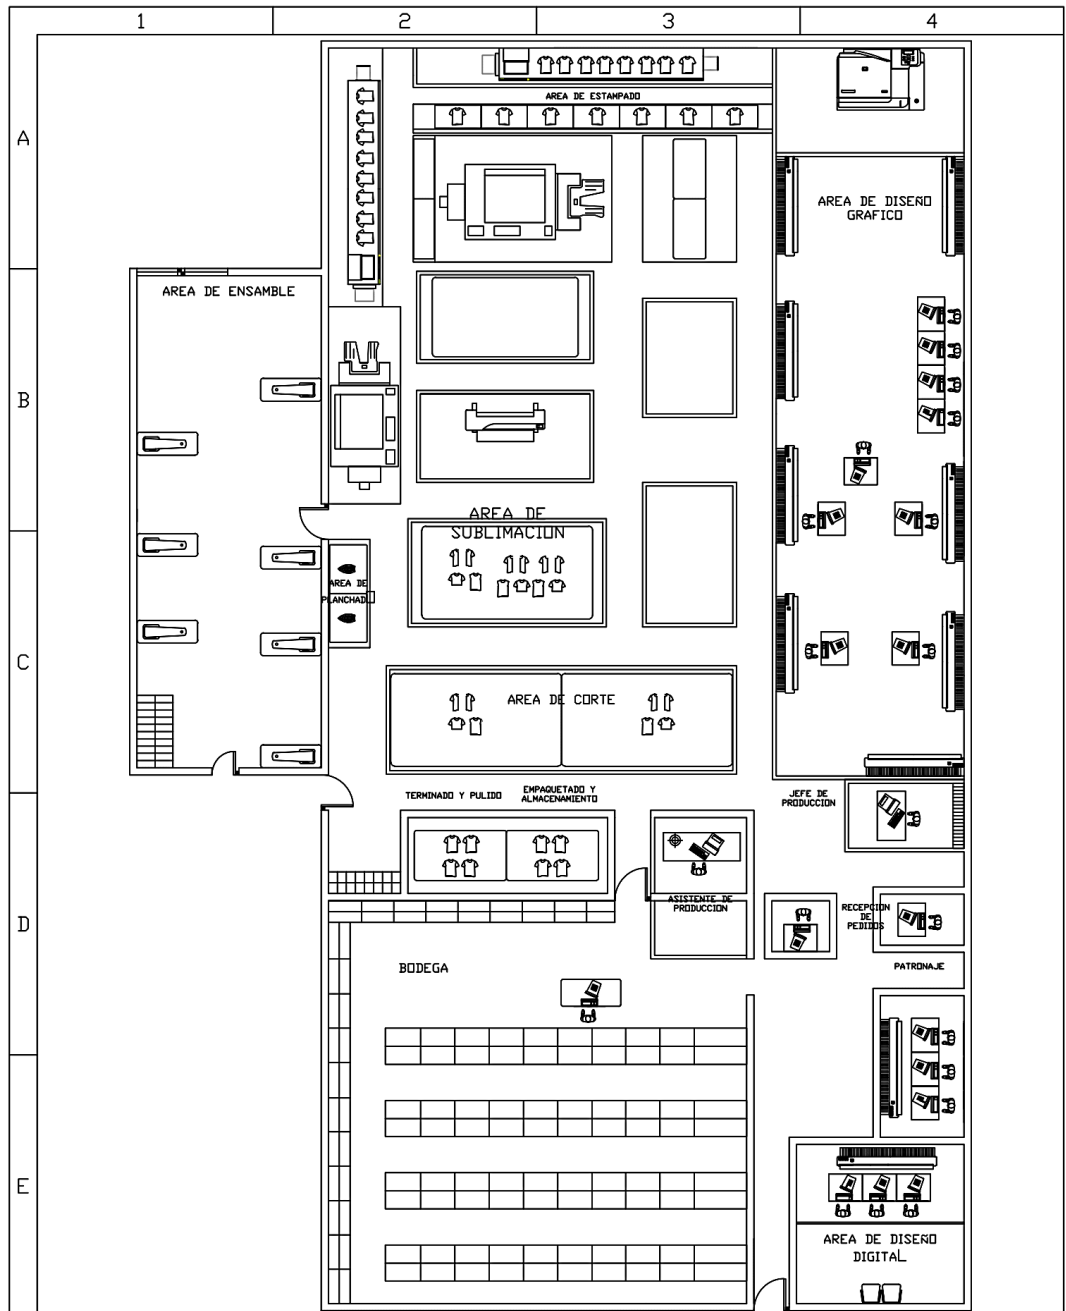 1
2
3
4
A
AREA DE ESTAMPADO
AREA DE DISEÑO
GRAFICO
AREA DE ENSAMBLE
B
AREA DE
SUBLIMACION
AREA DE
PLANCHADO
C
AREA DE CORTE
TERMINADO Y PULIDO
EMPAQUETADO Y
ALMACENAMIENTO
JEFE DE
PRODUCCION
D
ASISTENTE DE
PRODUCCION
RECEPCION
DE
PEDIDOS
BODEGA
PATRONAJE
E
AREA DE DISEÑO
DIGITAL